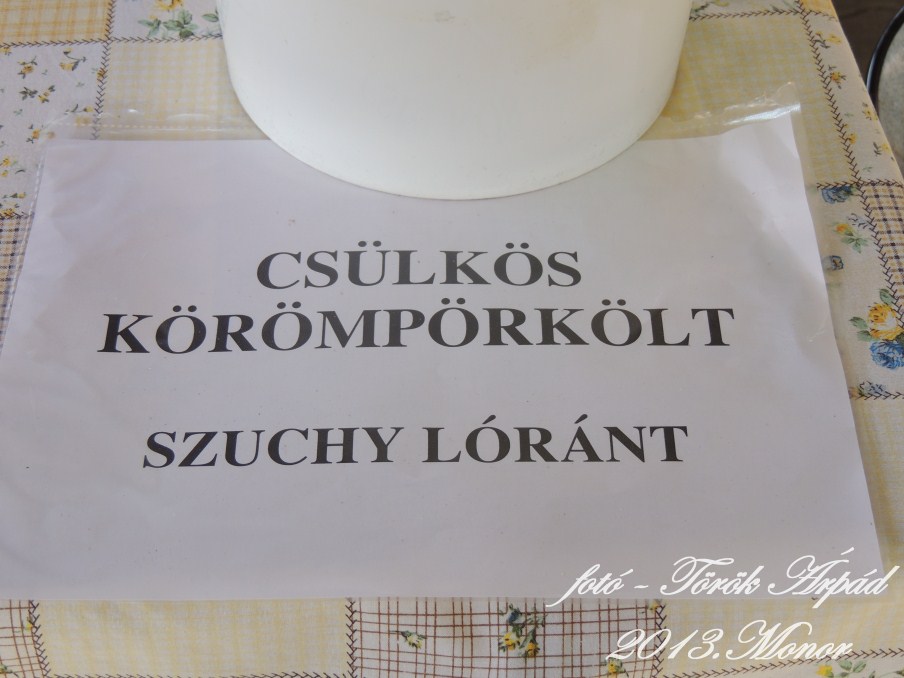 CSÜLKÖS
KÖRÖMPÖRKÖLT
SZUCHY LÓRÁNT
fotó - Török Árpád
2013.Monor